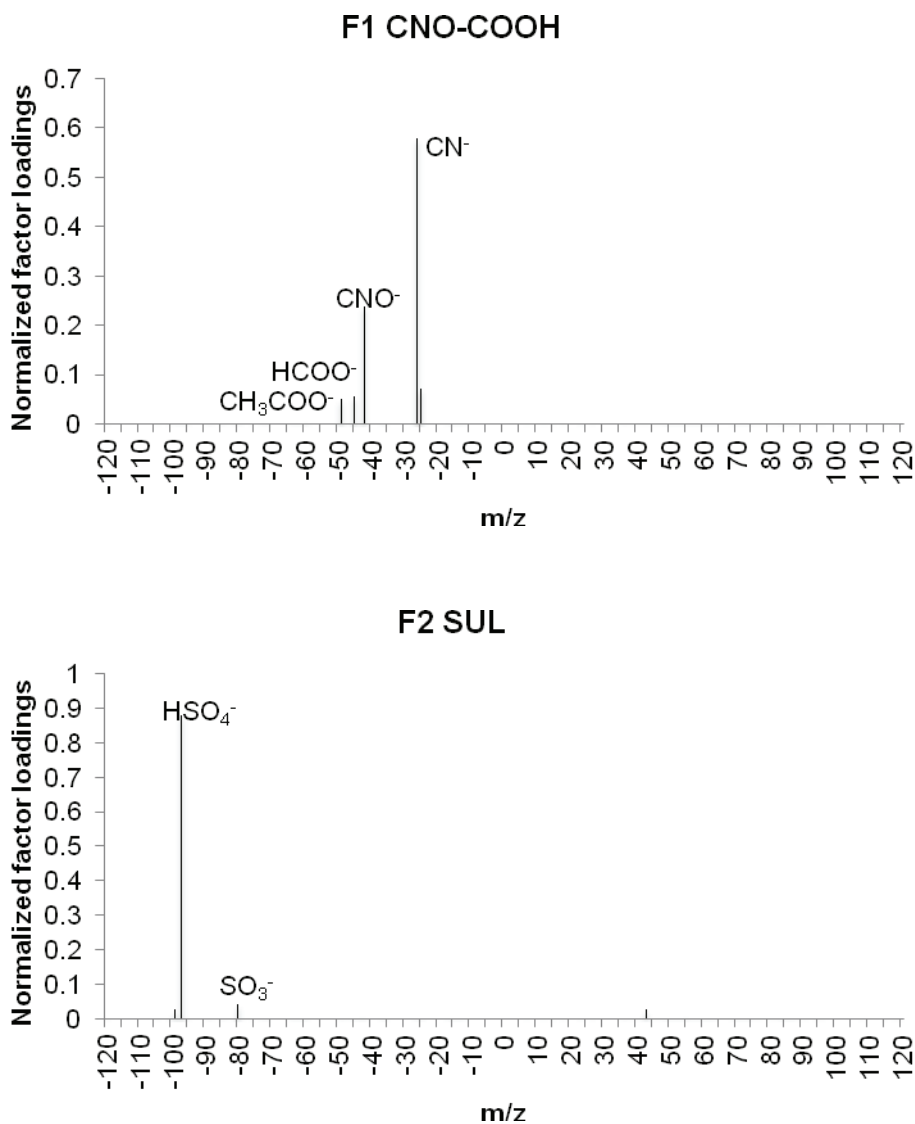 F1 CNO-COOH
Normalized factor loadings
0.7
0.6
0.5
0.4
0.3
0.2
0.1
0
CN-
CNO-
HCOO-
CH3COO-
-120 -110 -100 -90 -80 -70 -60 -50 -40 -30 -20 -10 0 10 20 30 40 50 60 70 80 90 100 110 120
m/z
F2 SUL
Normalized factor loadings
1
0.9
0.8
0.7
0.6
0.5
0.4
0.3
0.2
0.1
0
HSO4-
SO3-
-120 -110 -100 -90 -80 -70 -60 -50 -40 -30 -20 -10 0 10 20 30 40 50 60 70 80 90 100 110 120
m/z